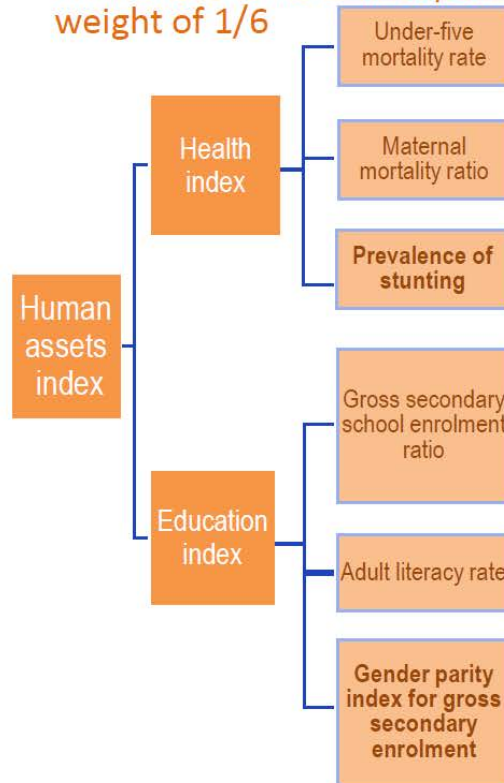 weight of 1/6
Under-five
mortality rate
Health
index
Maternal
mortality ratio
Prevalence of
stunting
Human
assets
index
Gross secondary
school enrolment
ratio
Education
index
Adult literacy rate
Gender parity
index for gross
secondary
enrolment